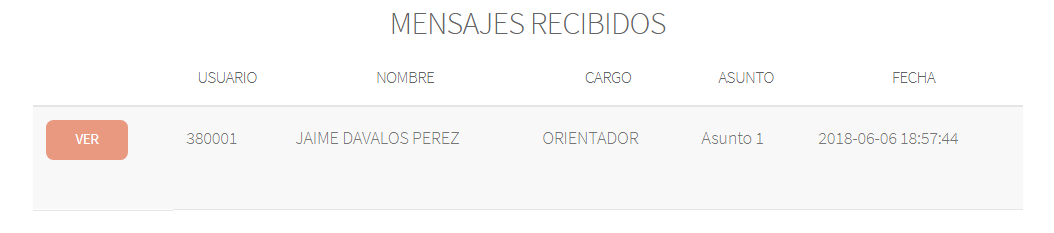 MENSAJES RECIBIDOS
USUARIO NOMBRE CARGO ASUNTO FECHA
VER 380001 JAIME DAVALOS PEREZ ORIENTADOR Asunto 1 2018-06-06 18:57:44